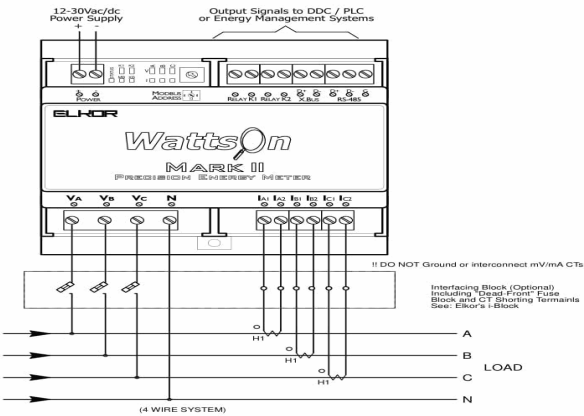 12-30Vac/dc
Power Supply
+ -
Output Signals to DDC / PLC
or Energy Management Systems
POWER
MODBUS
ADDRESS
RELAY K1 RELAY K2 X.BUS RS-485
ELKOR
WattsOn
MARK II
PRECISION ENERGY METER
VA VB VC N
IA1 IA2 IB1 IB2 IC1 IC2
!! DO NOT Ground or interconnect mV/mA CTs
Interfacing Block (Optional)
Including "Dead-Front" Fuse
Block and CT Shorting Termainls
See: Elkor's i-Block
H1
A
H1
B
LOAD
H1
C
N
(4 WIRE SYSTEM)